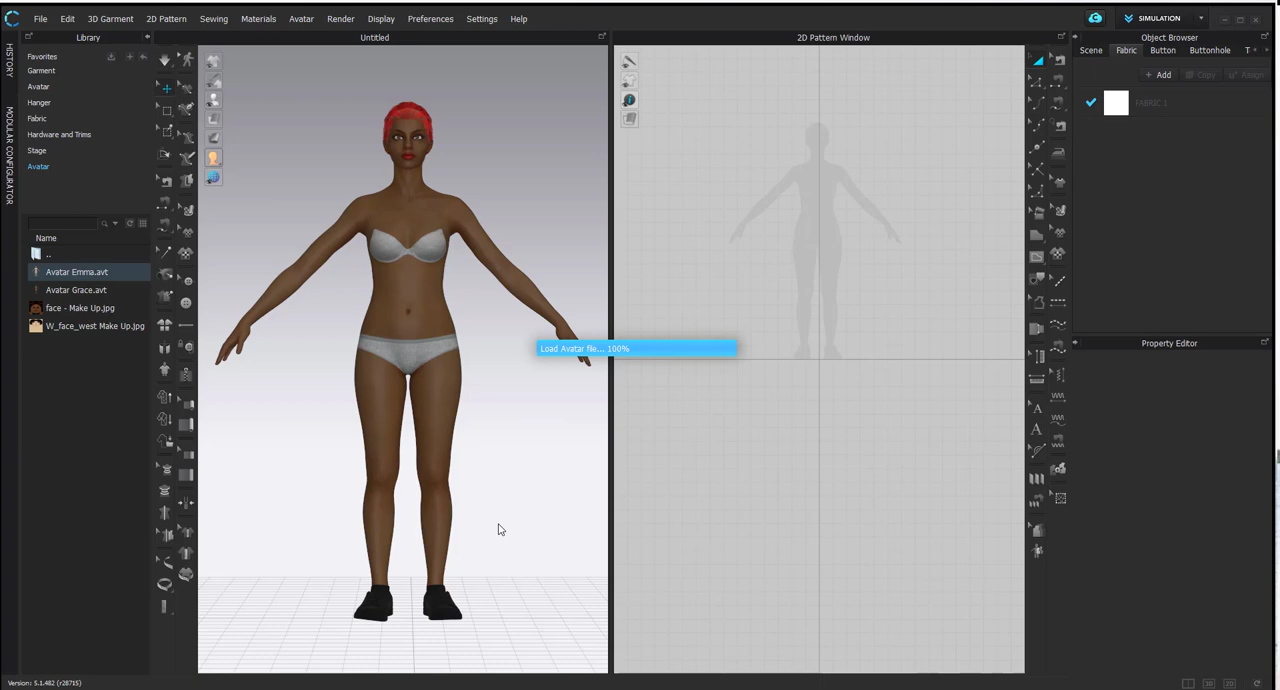 File Edit 3D Garment 2D Pattern Sewing Materials Avatar Render Display Preferences Settings Help
SIMULATION
Library
Untitled
2D Pattern Window
Object Browser
HISTORY
MODULAR CONFIGURATOR
Favorites
Garment
Avatar
Hanger
Fabric
Hardware and Trims
Stage
Avatar
Name
..
Avatar Emma.avt
Avatar Grace.avt
face - Make Up.jpg
W_face_west Make Up.jpg
Load Avatar file... 100%
Scene Fabric Button Buttonhole T
+ Add Copy Assign
FABRIC 1
Property Editor
A
A
Version: 5.1.482 (r28715)
3D
2D